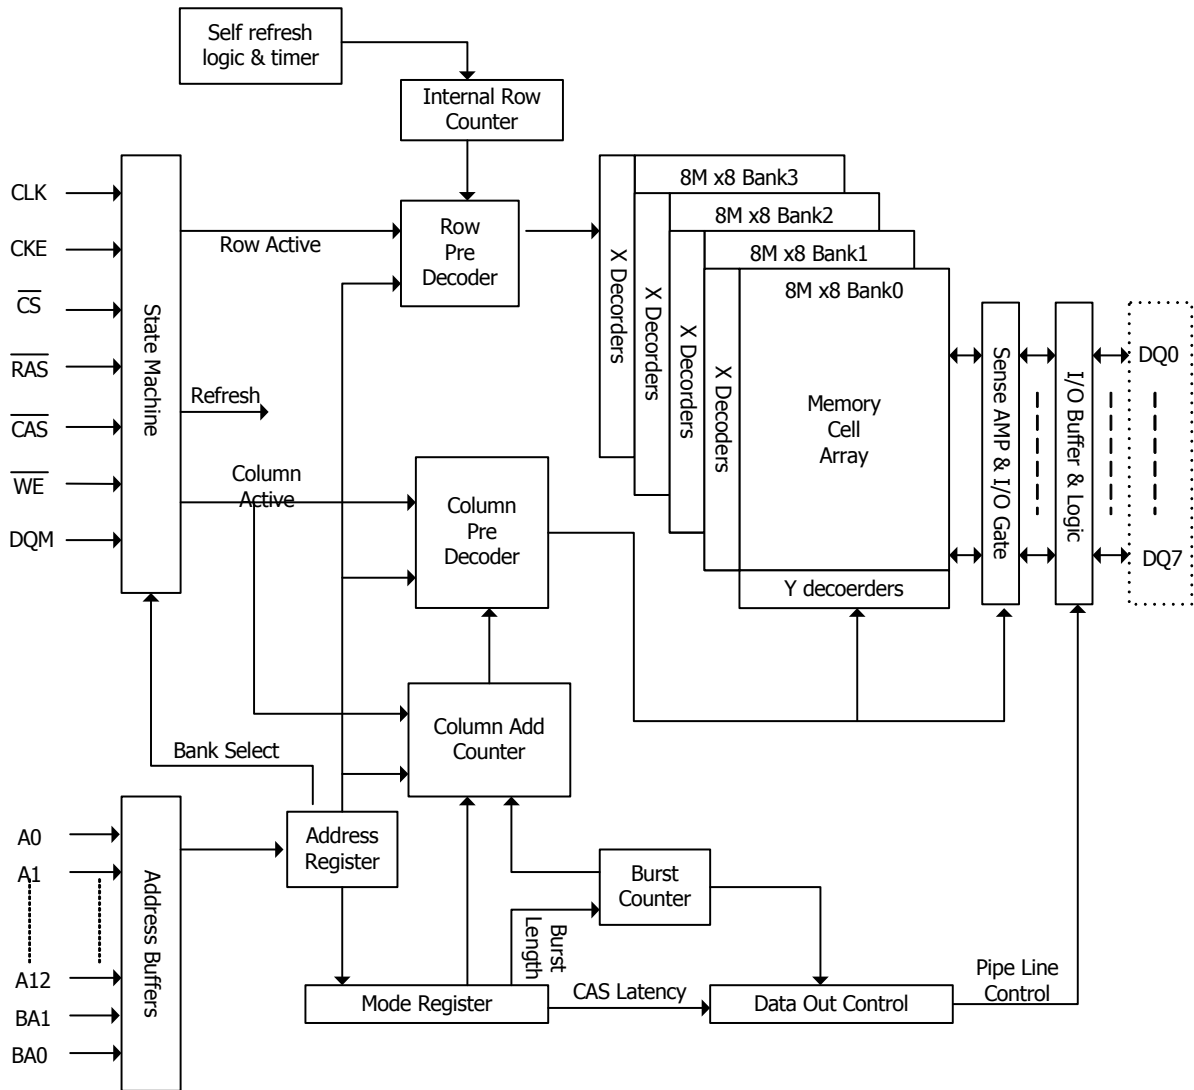 Self refresh
logic & timer
Internal Row
Counter
CLK
CKE
CS
RAS
CAS
WE
DQM
State Machine
Row Active
Refresh
Column
Active
Row
Pre
Decoder
Column
Pre
Decoder
Column Add
Counter
X Decorders
X Decorders
X Decorders
X Decoders
8M x8 Bank3
8M x8 Bank2
8M x8 Bank1
8M x8 Bank0
Memory
Cell
Array
Y decoerders
Sense AMP & I/O Gate
I/O Buffer & Logic
DQ0
DQ7
Bank Select
A0
A1
A12
BA1
BA0
Address Buffers
Address
Register
Burst
Counter
Burst
Length
Mode Register
CAS Latency
Data Out Control
Pipe Line
Control